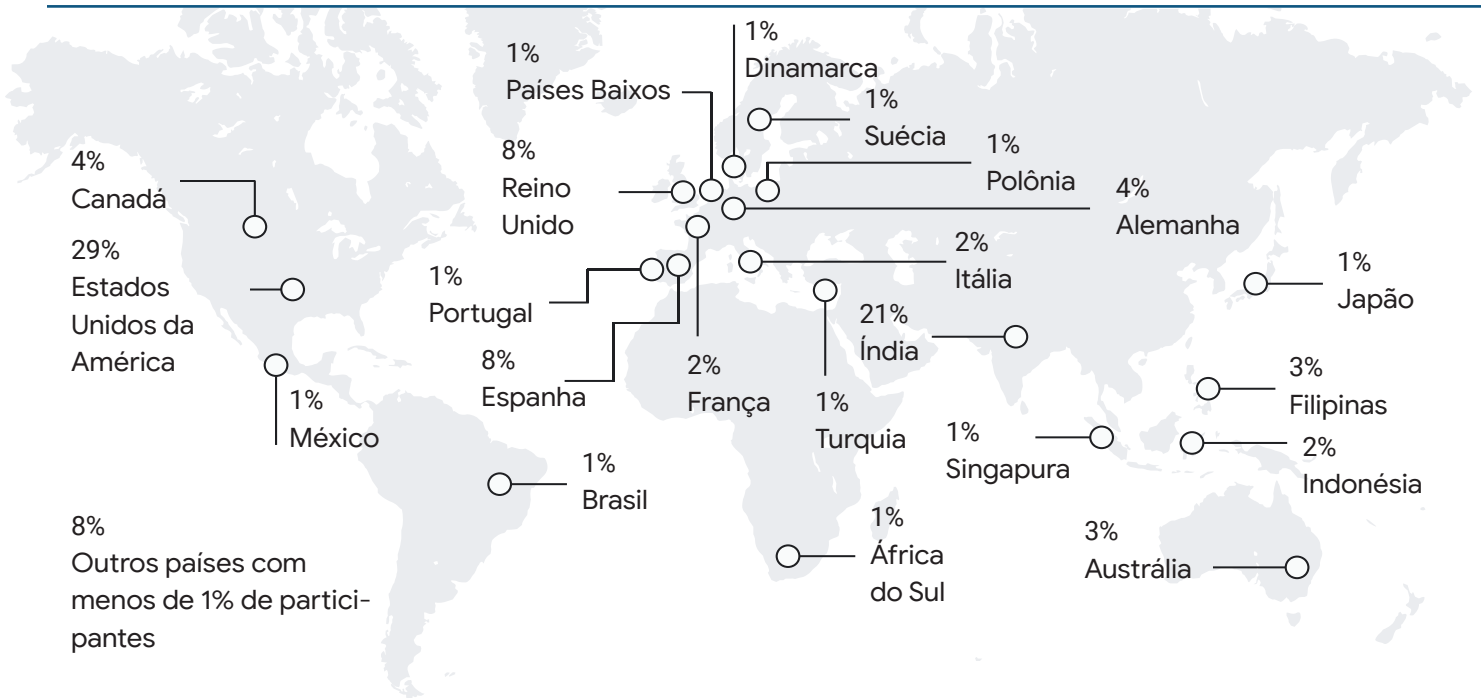 1%
Dinamarca
1%
Países Baixos
1%
Suécia
8%
Reino
Unido
1%
Polônia
4%
Canadá
4%
Alemanha
29%
Estados
Unidos da
América
2%
Itália
1%
Portugal
1%
Japão
21%
Índia
8%
Espanha
2%
França
1%
México
1%
Turquia
3%
Filipinas
1%
Singapura
2%
Indonésia
1%
Brasil
8%
Outros países com
menos de 1% de partici-
pantes
1%
África
do Sul
3%
Austrália